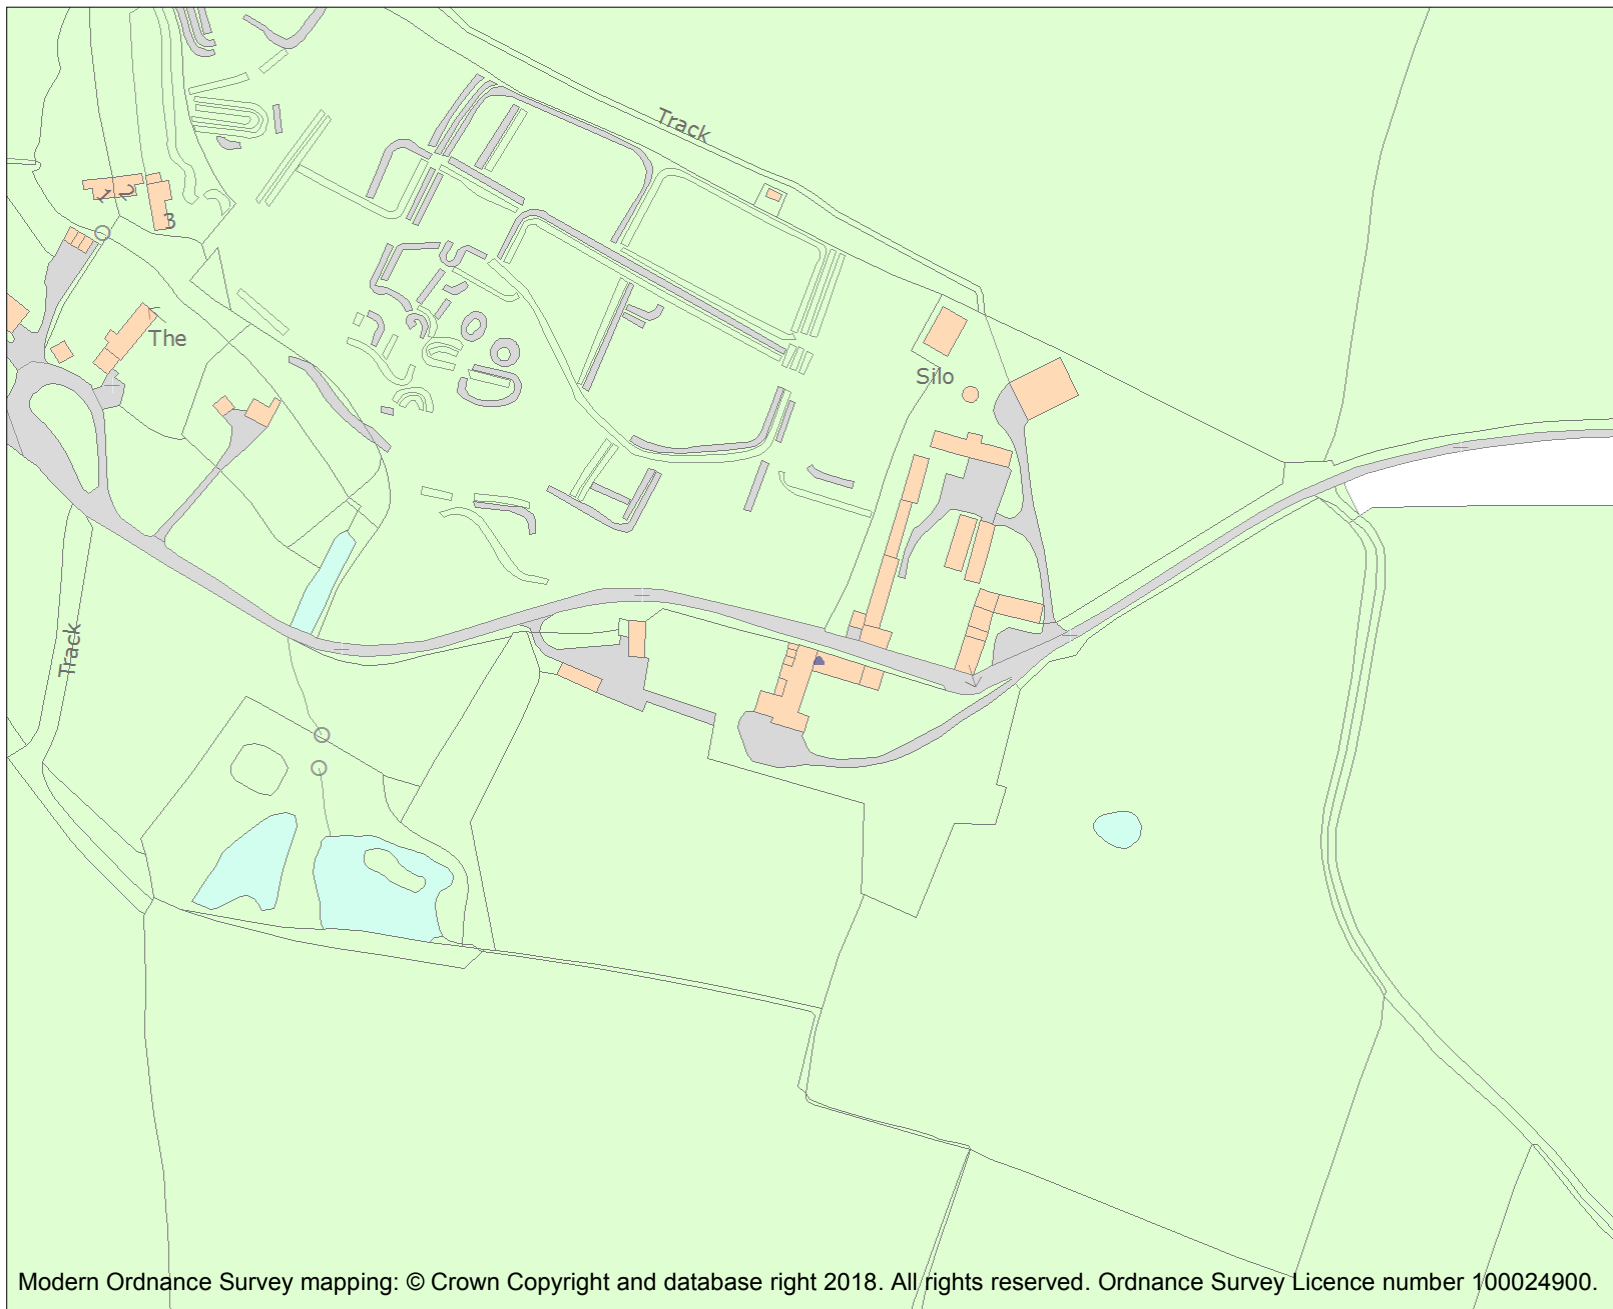 Track
1
2
3
The
Silo
Track
Modern Ordnance Survey mapping: © Crown Copyright and database right 2018. All rights reserved. Ordnance Survey Licence number 100024900.